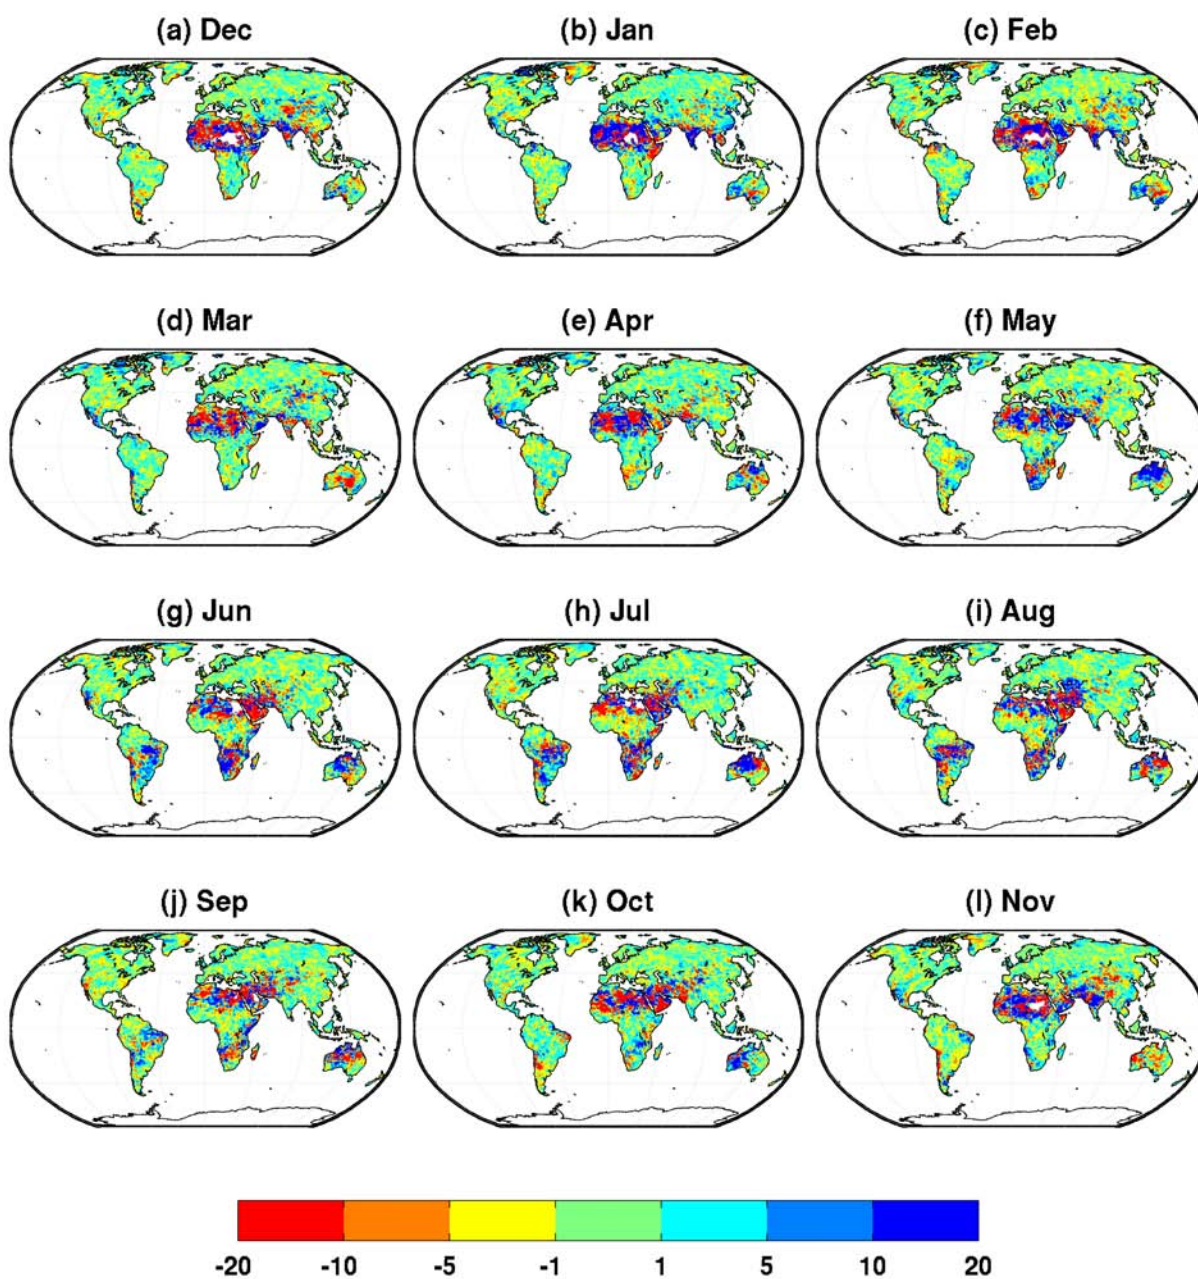 (a) Dec (b) Jan (c) Feb
(d) Mar (e) Apr (f) May
(g) Jun (h) Jul (i) Aug
(j) Sep (k) Oct (l) Nov
-20 -10 -5 -1 1 5 10 20